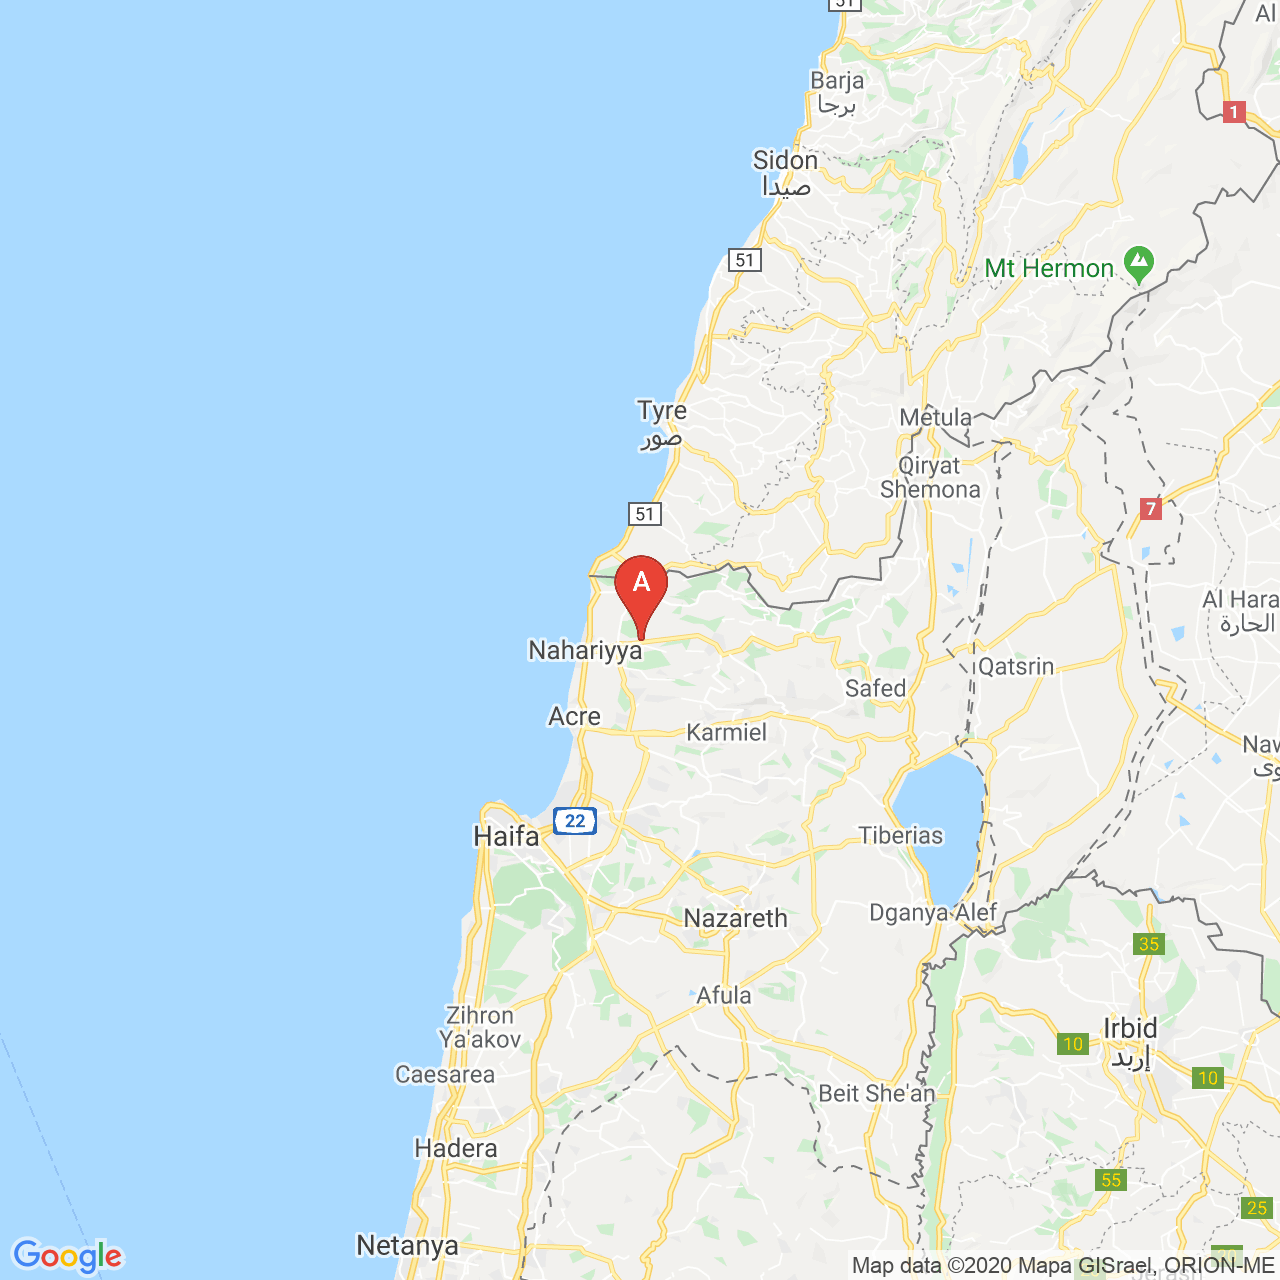 51
Al
Barja
برجا
1
Sidon
صيدا
51
Mt Hermon
Tyre
صور
Metula
Qiryat
Shemona
51
7
A
Al Hara
الحارة
Nahariyya
Qatsrin
Safed
Acre
Karmiel
Naw
وى
22
Haifa
Tiberias
Dganya Alef
Nazareth
35
Afula
Zihron
Ya'akov
Irbid
إربد
10
Caesarea
10
Beit She'an
Hadera
55
25
Netanya
Google
Map data ©2020 Mapa GISrael, ORION-ME